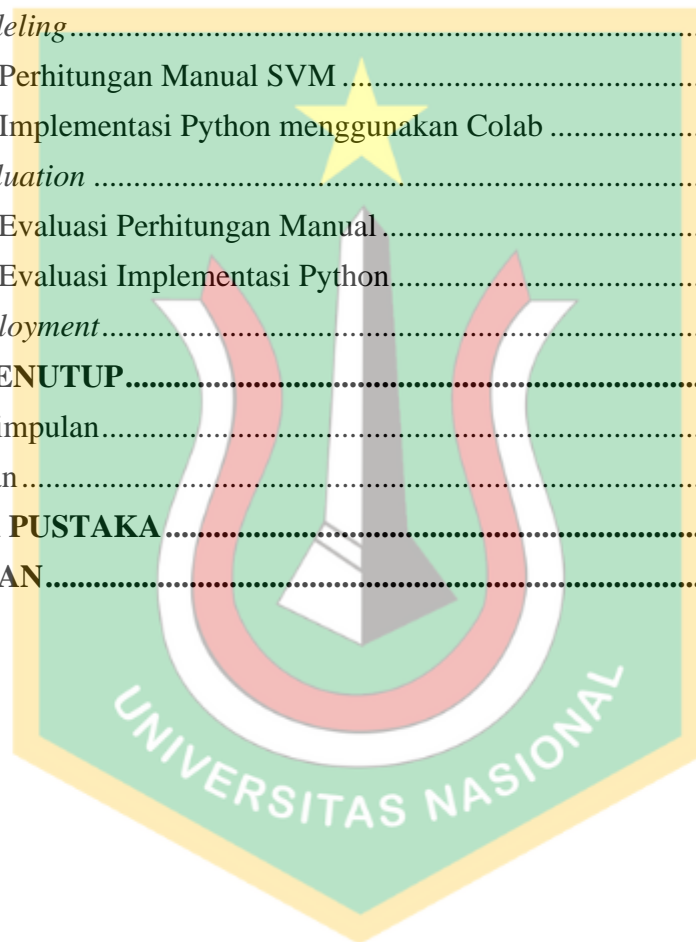 deling....................................................................
Perhitungan Manual SVM....................................
Implementasi Python menggunakan Colab..................
luation....................................................................
Evaluasi Perhitungan Manual................................
Evaluasi Implementasi Python...............................
loyment..................................................................
ENUTUP..............................................................
impulan................................................................
an..........................................................................
PUSTAKA..........................................................
AN.......................................................................
UNIVERSITAS NASIONAL